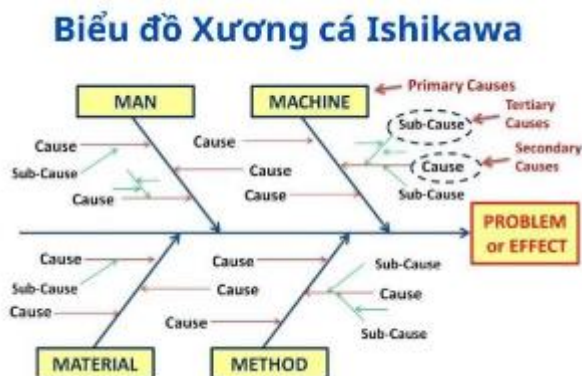 Biểu đồ Xương cá Ishikawa
MAN
MACHINE
Primary Causes
Tertiary
Causes
Sub-Cause
Cause
Cause
Secondary
Causes
Sub-Cause
Cause
Cause
Cause
Cause
Sub-Cause
PROBLEM
or EFFECT
Cause
Cause
Sub-Cause
Sub-Cause
Cause
Cause
Cause
Cause
Sub-Cause
MATERIAL
METHOD